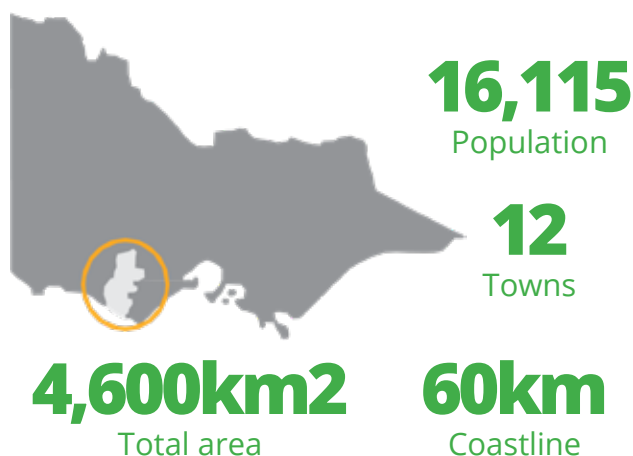 16,115
Population
12
Towns
4,600km2
Total area
60km
Coastline